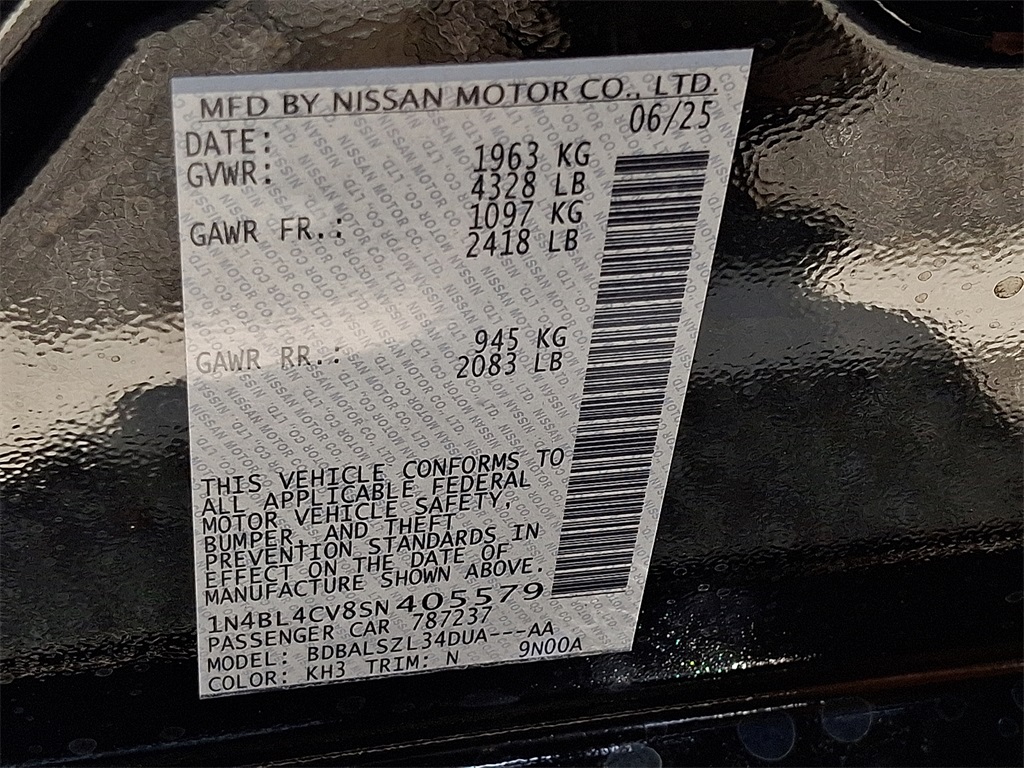 MFD BY NISSAN MOTOR CO., LTD.
DATE: 06/25
GVWR: 1963 KG
4328 LB
GAWR FR.: 1097 KG
2418 LB
GAWR RR.: 945 KG
2083 LB
THIS VEHICLE CONFORMS TO
ALL APPLICABLE FEDERAL
MOTOR VEHICLE SAFETY,
BUMPER, AND THEFT
PREVENTION STANDARDS IN
EFFECT ON THE DATE OF
MANUFACTURE SHOWN ABOVE.
1N4BL4CV8SN405579
PASSENGER CAR 787237
MODEL: BDBALSZL34DUA---AA
COLOR: KH3 TRIM: N 9N00A